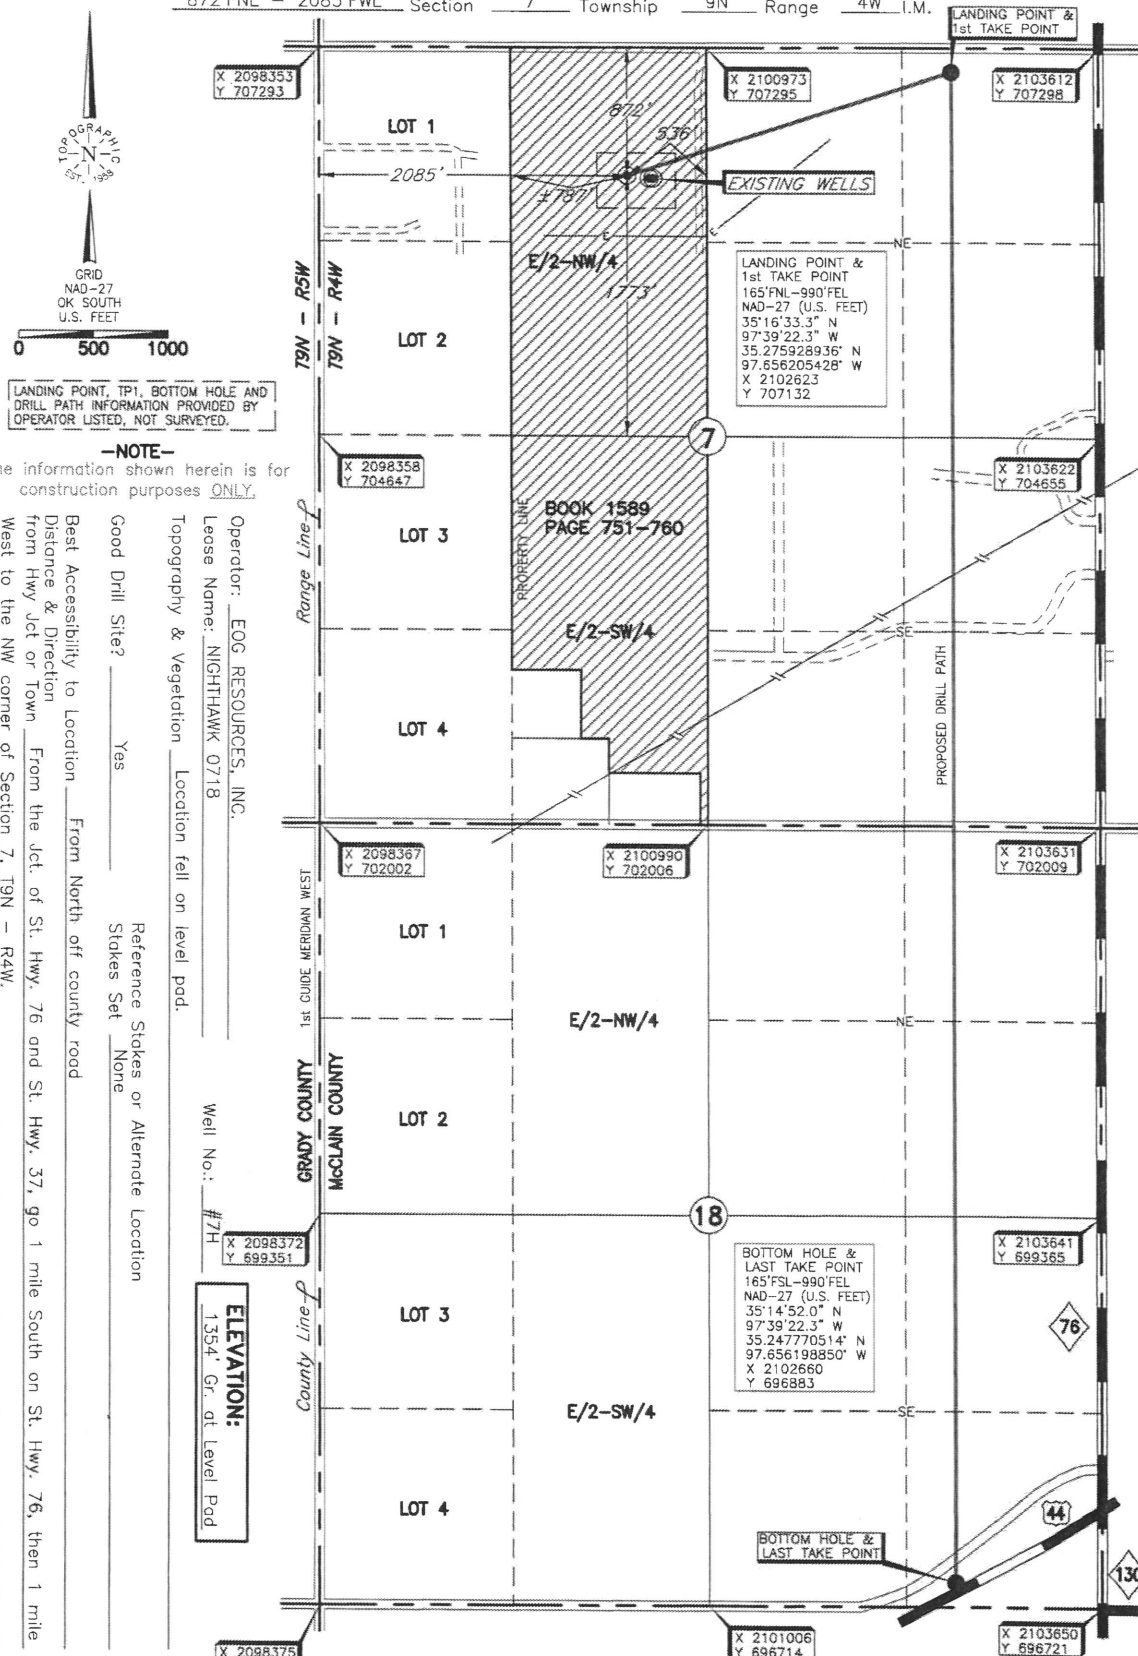 872'FNL - 2085'FWL Section 7 Township 9N Range 4W I.M.
LANDING POINT &
1st TAKE POINT
X 2098353
Y 707293
X 2100973
Y 707295
X 2103612
Y 707298
TOPOGRAPHIC
N
EST. 1958
GRID
NAD-27
OK SOUTH
U.S. FEET
0 500 1000
LOT 1
872'
536'
2085'
±787'
EXISTING WELLS
E
E
NE
E/2-NW/4
1773'
T9N - R5W
T9N - R4W
LOT 2
LANDING POINT &
1st TAKE POINT
165'FNL-990'FEL
NAD-27 (U.S. FEET)
35°16'33.3" N
97°39'22.3" W
35.275928936° N
97.656205428° W
X 2102623
Y 707132
LANDING POINT, TP1, BOTTOM HOLE AND
DRILL PATH INFORMATION PROVIDED BY
OPERATOR LISTED, NOT SURVEYED.
-NOTE-
he information shown herein is for
construction purposes ONLY.
7
X 2098358
Y 704647
X 2103622
Y 704655
BOOK 1589
PAGE 751-760
PROPERTY LINE
LOT 3
Range Line
E/2-SW/4
SE
LOT 4
PROPOSED DRILL PATH
Operator: EOG RESOURCES, INC.
Lease Name: NIGHTHAWK 0718
Well No.: #7H
Topography & Vegetation Location fell on level pad.
Reference Stakes or Alternate Location
Good Drill Site? Yes
Stakes Set None
Best Accessibility to Location From North off county road
Distance & Direction
from Hwy Jct or Town From the Jct. of St. Hwy. 76 and St. Hwy. 37, go 1 mile South on St. Hwy. 76, then 1 mile
West to the NW corner of Section 7, T9N - R4W.
ELEVATION:
1354' Gr. at Level Pad
X 2098367
Y 702002
X 2100990
Y 702006
X 2103631
Y 702009
1st GUIDE MERIDIAN WEST
LOT 1
E/2-NW/4
NE
GRADY COUNTY
McCLAIN COUNTY
LOT 2
18
X 2098372
Y 699351
X 2103641
Y 699365
BOTTOM HOLE &
LAST TAKE POINT
165'FSL-990'FEL
NAD-27 (U.S. FEET)
35°14'52.0" N
97°39'22.3" W
35.247770514° N
97.656198850° W
X 2102660
Y 696883
76
LOT 3
County Line
E/2-SW/4
SE
LOT 4
44
BOTTOM HOLE &
LAST TAKE POINT
130
X 2098375
X 2101006
Y 696714
X 2103650
Y 696721